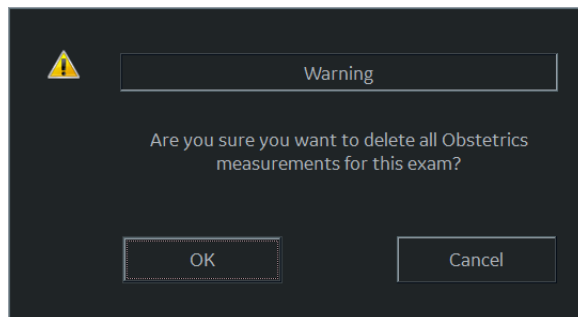 Warning
Are you sure you want to delete all Obstetrics
measurements for this exam?
OK
Cancel